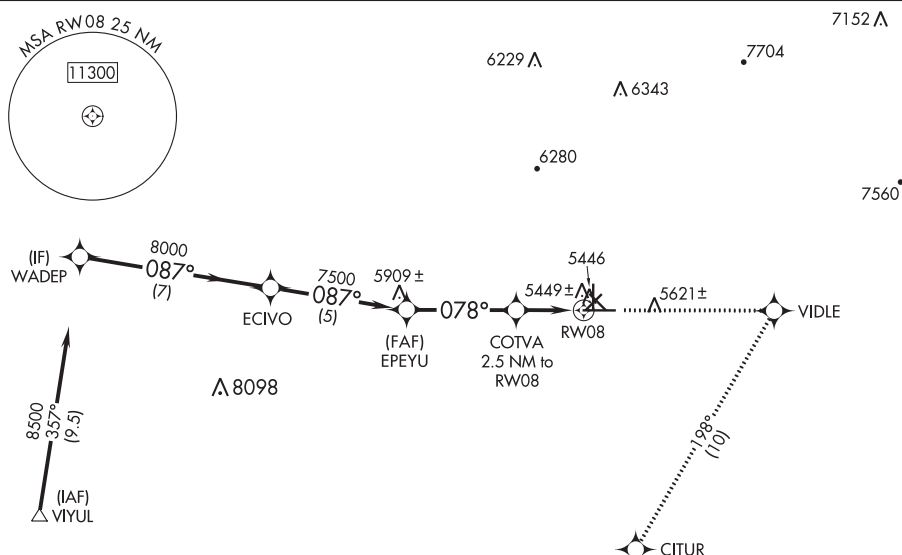 MSA RW08 25 NM
11300
7152
7704
6229
6343
6280
7560
(IF)
WADEP
8000
087°
(7)
ECIVO
7500
087°
(5)
5909 ±
(FAF)
EPEYU
078°
COTVA
2.5 NM to
RW08
5446
5449 ±
RW08
5621 ±
VIDLE
8098
8500
357°
(9.5)
(IAF)
VIYUL
198°
(10)
CITUR